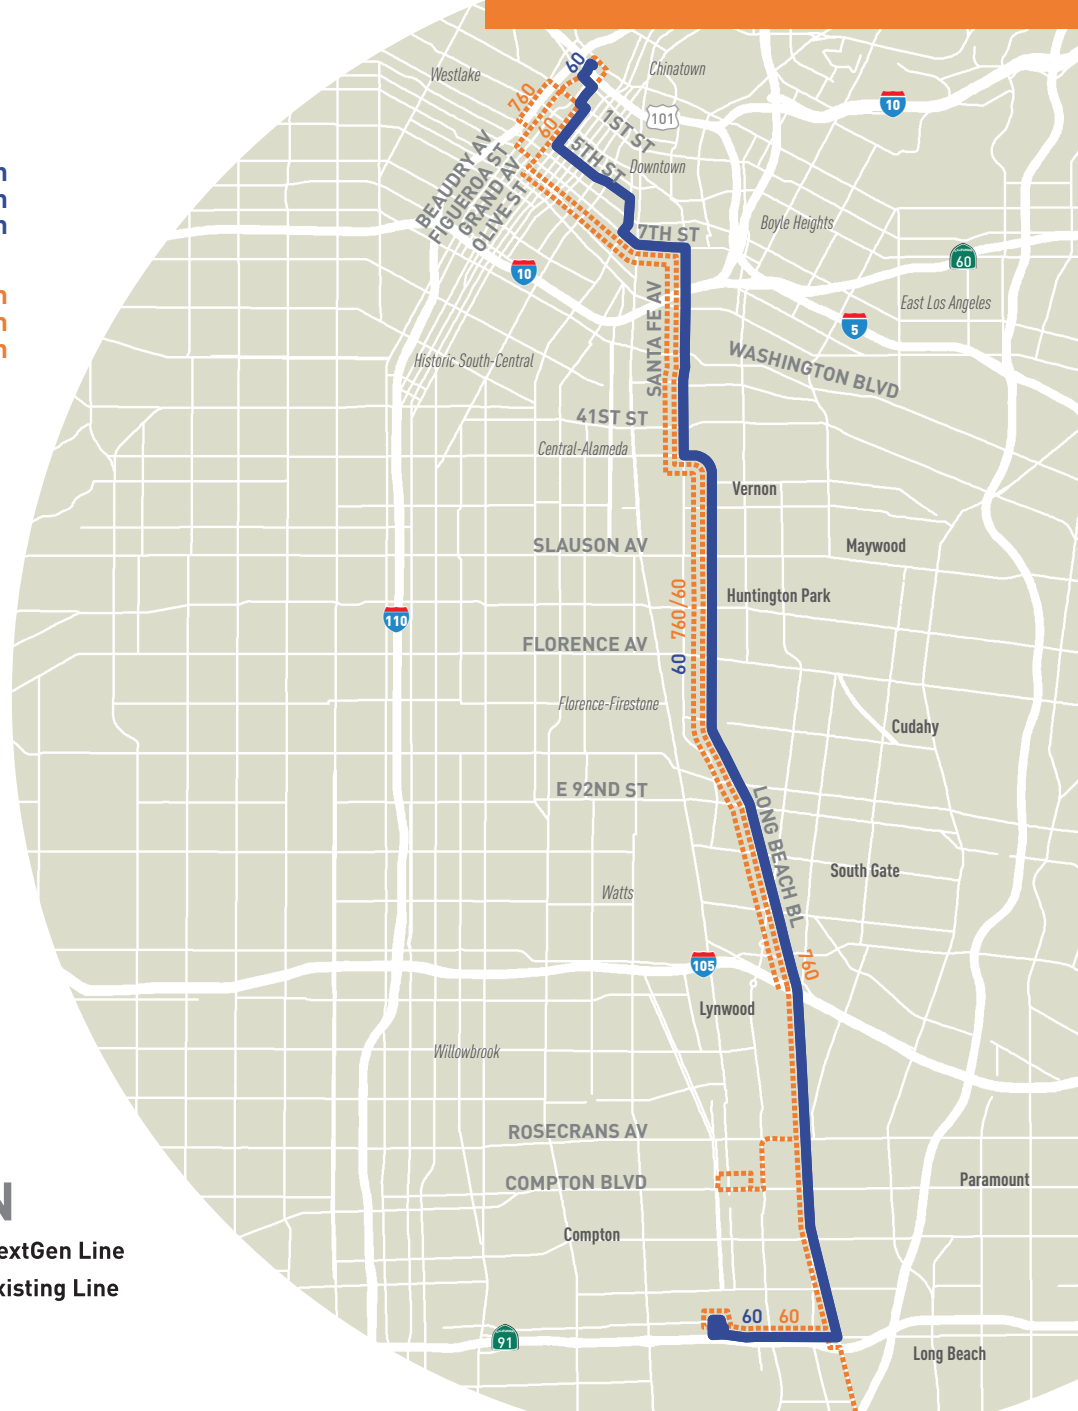 Westlake
60
Chinatown
760
60
101
10
1ST ST
5TH ST
Downtown
BEAUDRY AV
FIGUEROA ST
GRAND AV
OLIVE ST
7TH ST
Boyle Heights
60
10
East Los Angeles
5
SANTA FE AV
WASHINGTON BLVD
Historic South-Central
41ST ST
Central-Alameda
Vernon
SLAUSON AV
Maywood
760/60
Huntington Park
110
FLORENCE AV
60
Florence-Firestone
Cudahy
E 92ND ST
LONG BEACH BL
South Gate
Watts
760
105
Lynwood
Willowbrook
ROSECRANS AV
COMPTON BLVD
Paramount
N
Compton
extGen Line
xisting Line
60
60
91
Long Beach